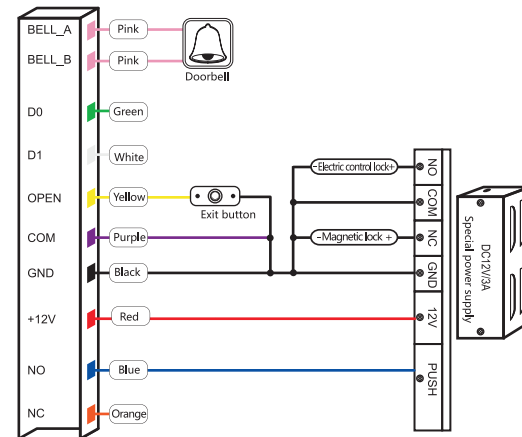 BELL_A
Pink
BELL_B
Pink
Doorbell
D0
Green
D1
White
OPEN
Yellow
Exit button
COM
Purple
GND
Black
+12V
Red
NO
Blue
NC
Orange
-Electric control lock+
-Magnetic lock +
NO
COM
NC
GND
12V
PUSH
DC12V/3A
Special power supply